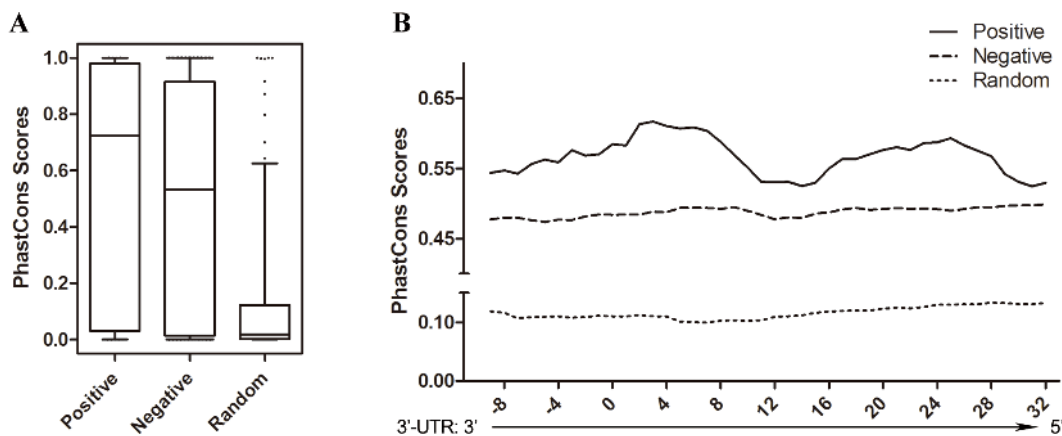 A
PhastCons Scores
1.0
0.8
0.6
0.4
0.2
0.0
Positive
Negative
Random
B
Positive
Negative
Random
PhastCons Scores
0.65
0.55
0.45
0.10
0.00
-8
-4
0
4
8
12
16
20
24
28
32
3'-UTR: 3'
5'